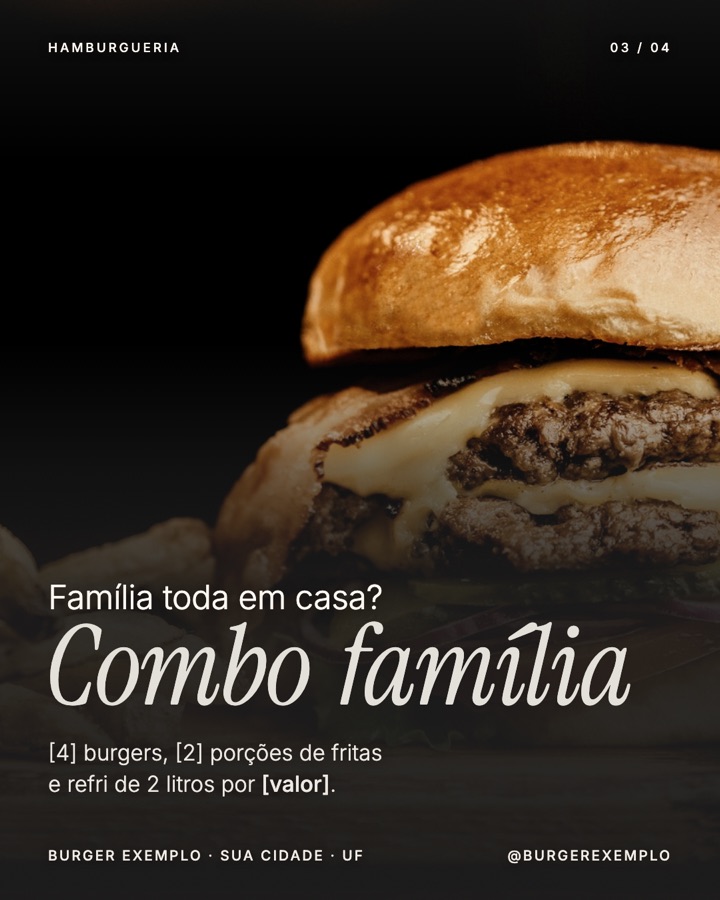 HAMBURGUERIA
03 / 04
Família toda em casa?
Combo família
[4] burgers, [2] porções de fritas
e refri de 2 litros por [valor].
BURGER EXEMPLO · SUA CIDADE · UF
@BURGEREXEMPLO